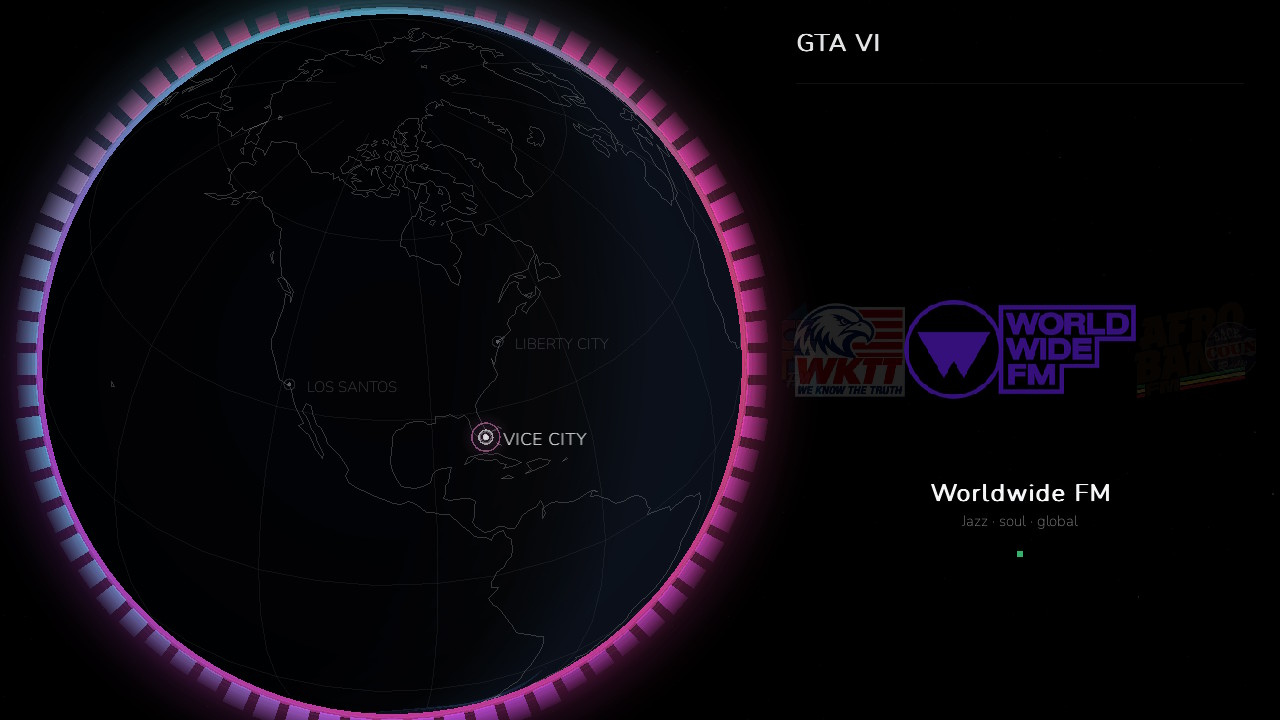 GTA VI
LIBERTY CITY
LOS SANTOS
VICE CITY
WKTT
WE KNOW THE TRUTH
WORLD
WIDE
FM
AFRO
Worldwide FM
Jazz · soul · global